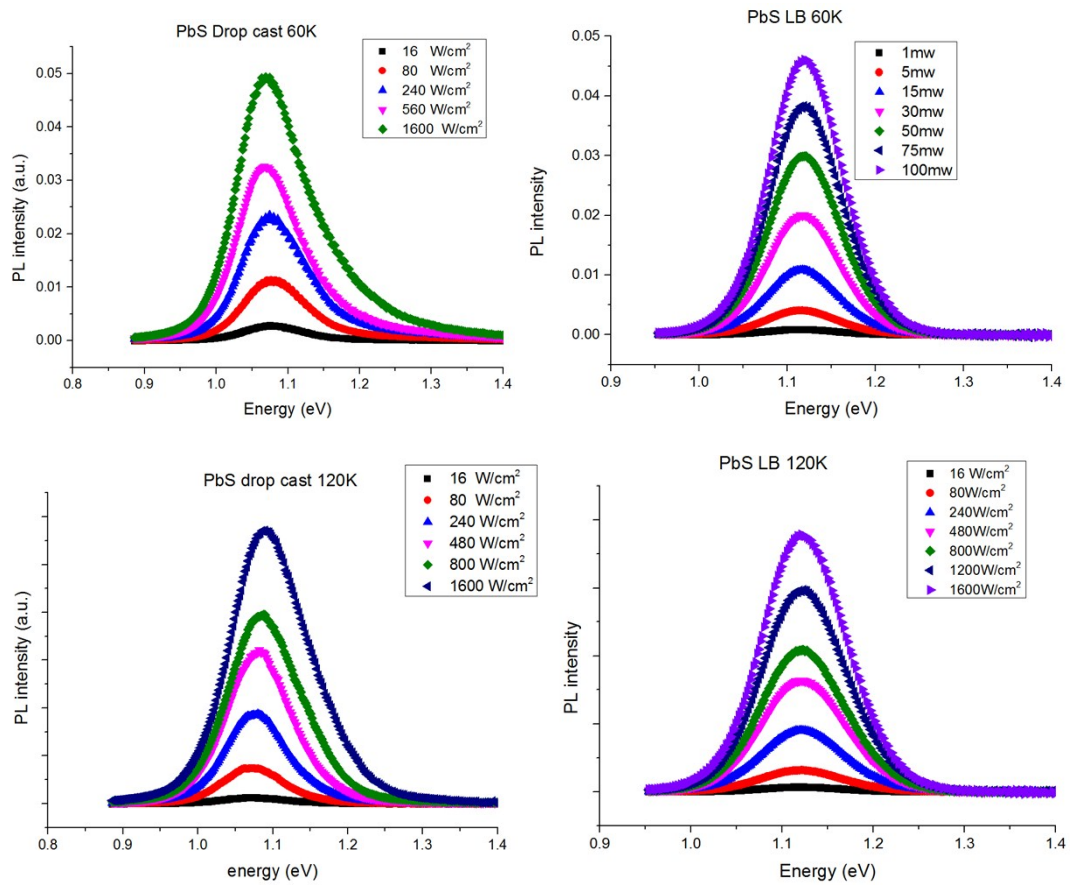 PbS Drop cast 60K
16 W/cm²
80 W/cm²
240 W/cm²
560 W/cm²
1600 W/cm²
0.05
0.04
0.03
0.02
0.01
0.00
PL intensity (a.u.)
0.8 0.9 1.0 1.1 1.2 1.3 1.4
Energy (eV)
PbS LB 60K
1mw
5mw
15mw
30mw
50mw
75mw
100mw
0.05
0.04
0.03
0.02
0.01
0.00
PL intensity
0.9 1.0 1.1 1.2 1.3 1.4
Energy (eV)
PbS drop cast 120K
16 W/cm²
80 W/cm²
240 W/cm²
480 W/cm²
800 W/cm²
1600 W/cm²
PL intensity (a.u.)
0.9 1.0 1.1 1.2 1.3 1.4
energy (eV)
PbS LB 120K
16 W/cm²
80W/cm²
240W/cm²
480W/cm²
800W/cm²
1200W/cm²
1600W/cm²
PL intensity
0.9 1.0 1.1 1.2 1.3 1.4
Energy (eV)